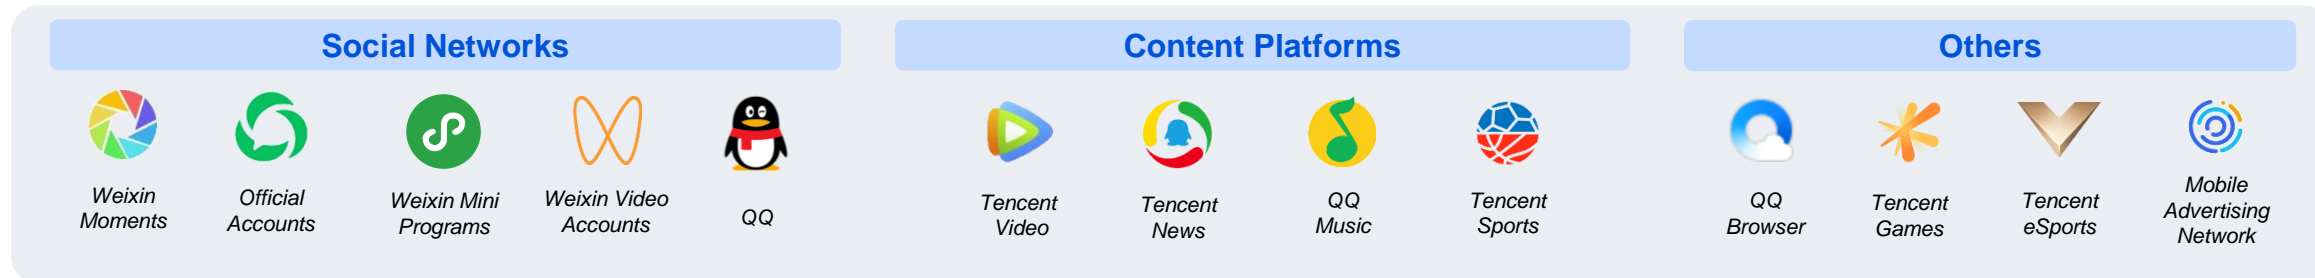 Social Networks
Weixin
Moments
Official
Accounts
Weixin Mini
Programs
Weixin Video
Accounts
QQ
Content Platforms
Tencent
Video
Tencent
News
QQ
Music
Tencent
Sports
Others
QQ
Browser
Tencent
Games
Tencent
eSports
Mobile
Advertising
Network